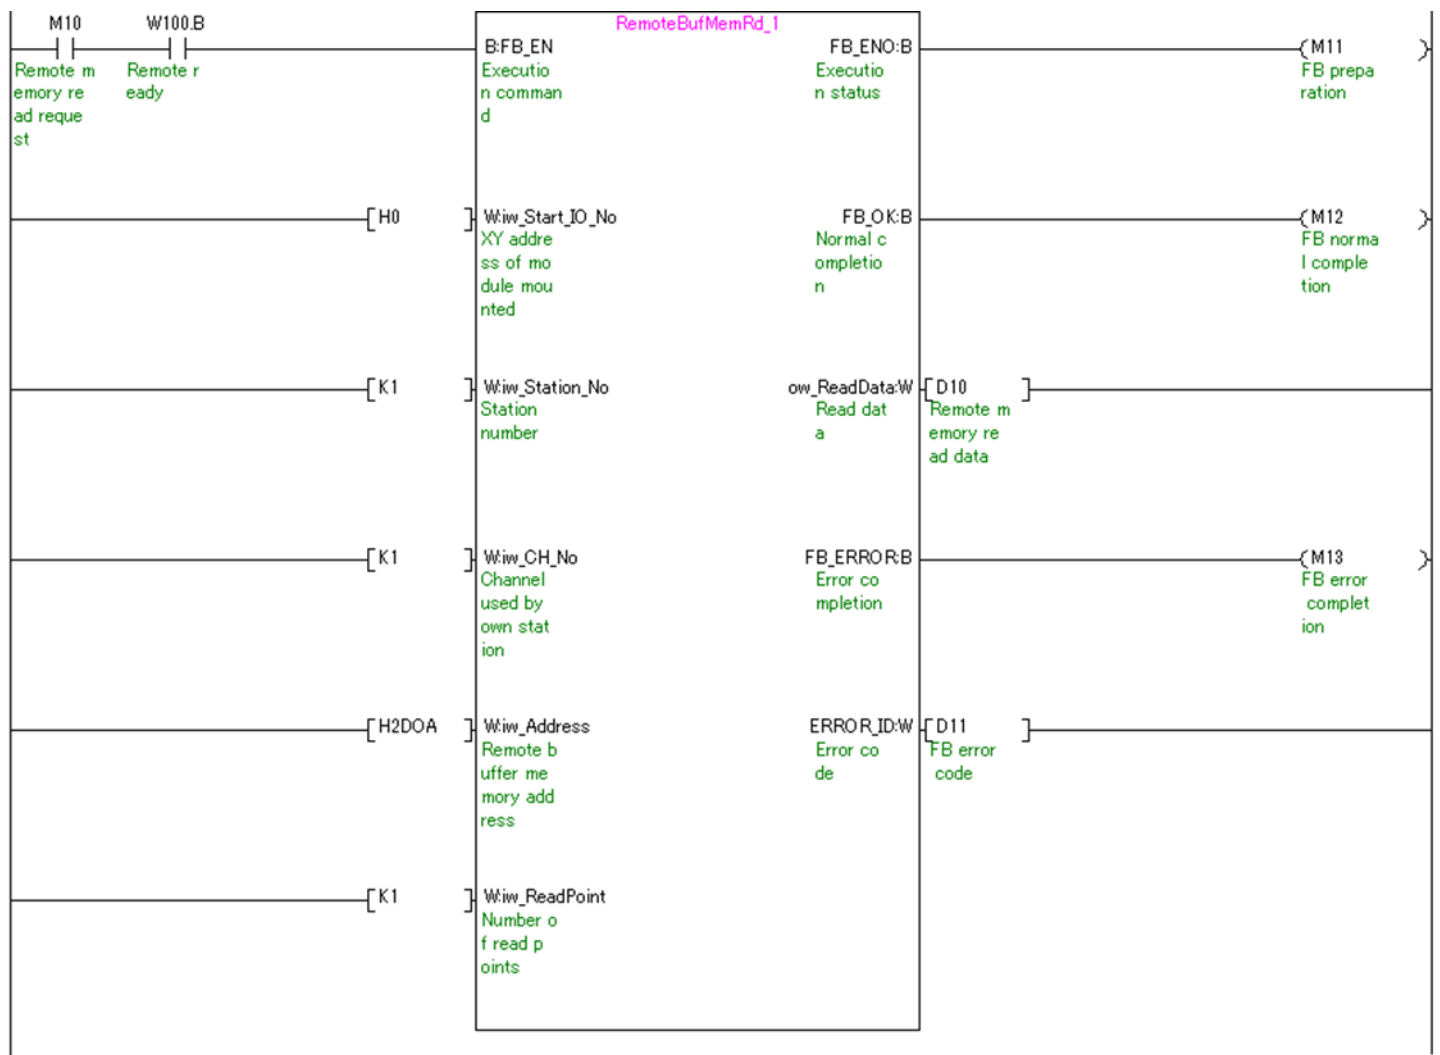 M10 W100.B RemoteBufMemRd_1
B:FB_EN FB_ENO:B M11
Remote m Remote r Executio Executio FB prepa
emory re eady n comman n status ration
ad reque d
st
H0 W:iw_Start_IO_No FB_OK:B M12
XY addre Normal c FB norma
ss of mo ompletio l comple
dule mou n tion
nted
K1 W:iw_Station_No ow_ReadData:W D10
Station Read dat Remote m
number a emory re
ad data
K1 W:iw_CH_No FB_ERROR:B M13
Channel Error co FB error
used by mpletion complet
own stat ion
ion
H2D0A W:iw_Address ERROR_ID:W D11
Remote b Error co FB error
uffer me de code
mory add
ress
K1 W:iw_ReadPoint
Number o
f read p
oints